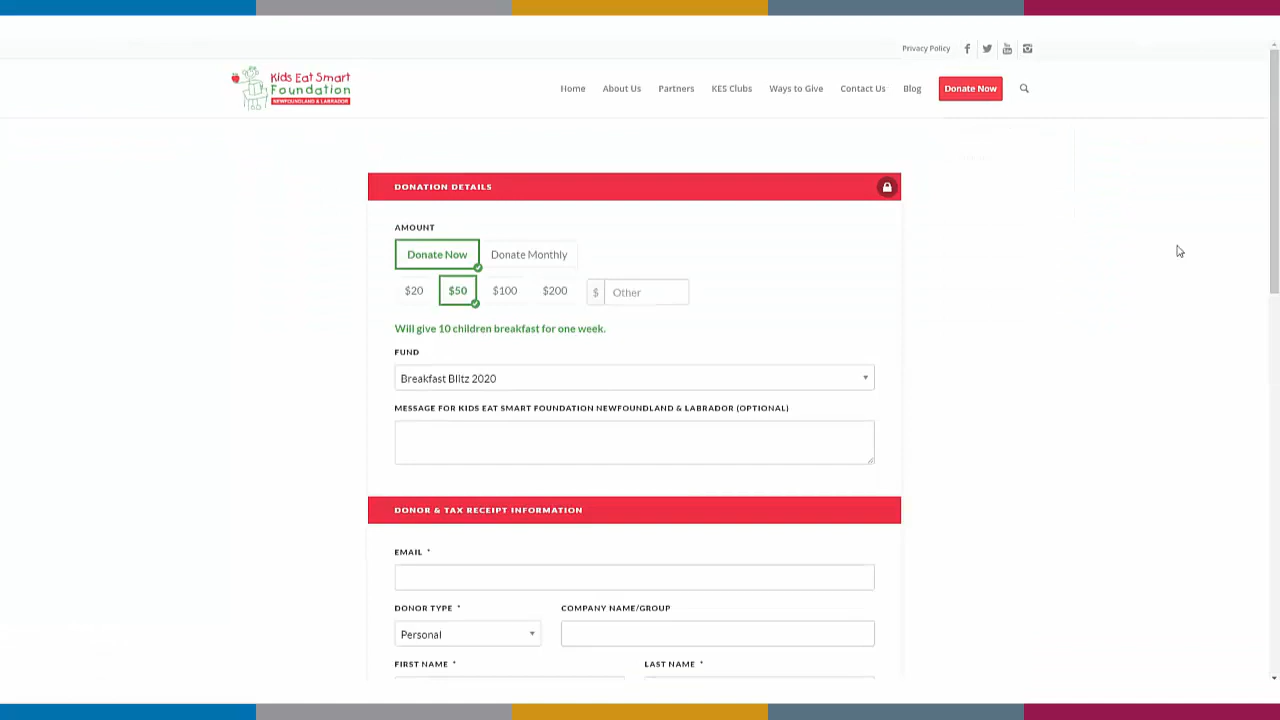 Privacy Policy
Kids Eat Smart
Foundation
NEWFOUNDLAND & LABRADOR
Home About Us Partners KES Clubs Ways to Give Contact Us Blog Donate Now
DONATION DETAILS
AMOUNT
Donate Now Donate Monthly
$20 $50 $100 $200 $ Other
Will give 10 children breakfast for one week.
FUND
Breakfast Blitz 2020
MESSAGE FOR KIDS EAT SMART FOUNDATION NEWFOUNDLAND & LABRADOR (OPTIONAL)
DONOR & TAX RECEIPT INFORMATION
EMAIL *
DONOR TYPE * COMPANY NAME/GROUP
Personal
FIRST NAME * LAST NAME *